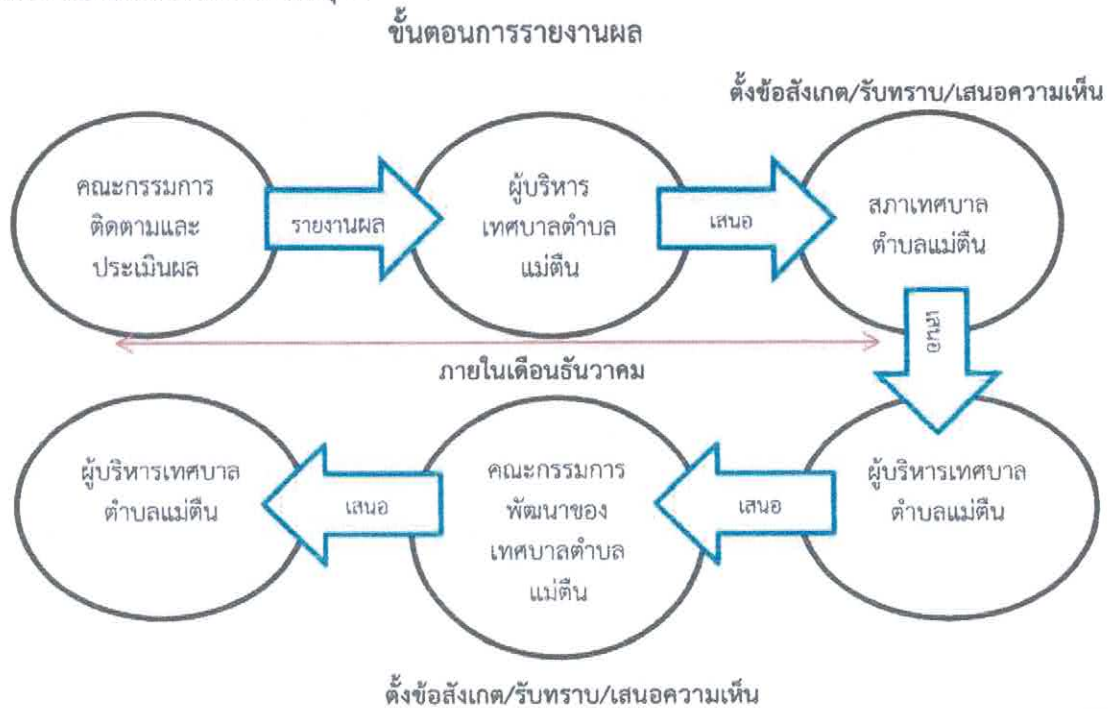 ขั้นตอนการรายงานผล
ตั้งข้อสังเกต/รับทราบ/เสนอความเห็น
คณะกรรมการ
ติดตามและ
ประเมินผล
รายงานผล
ผู้บริหาร
เทศบาลตำบล
แม่ตืน
เสนอ
สภาเทศบาล
ตำบลแม่ตืน
เสนอ
ภายในเดือนธันวาคม
ผู้บริหารเทศบาล
ตำบลแม่ตืน
เสนอ
คณะกรรมการ
พัฒนาของ
เทศบาลตำบล
แม่ตืน
เสนอ
ผู้บริหารเทศบาล
ตำบลแม่ตืน
ตั้งข้อสังเกต/รับทราบ/เสนอความเห็น